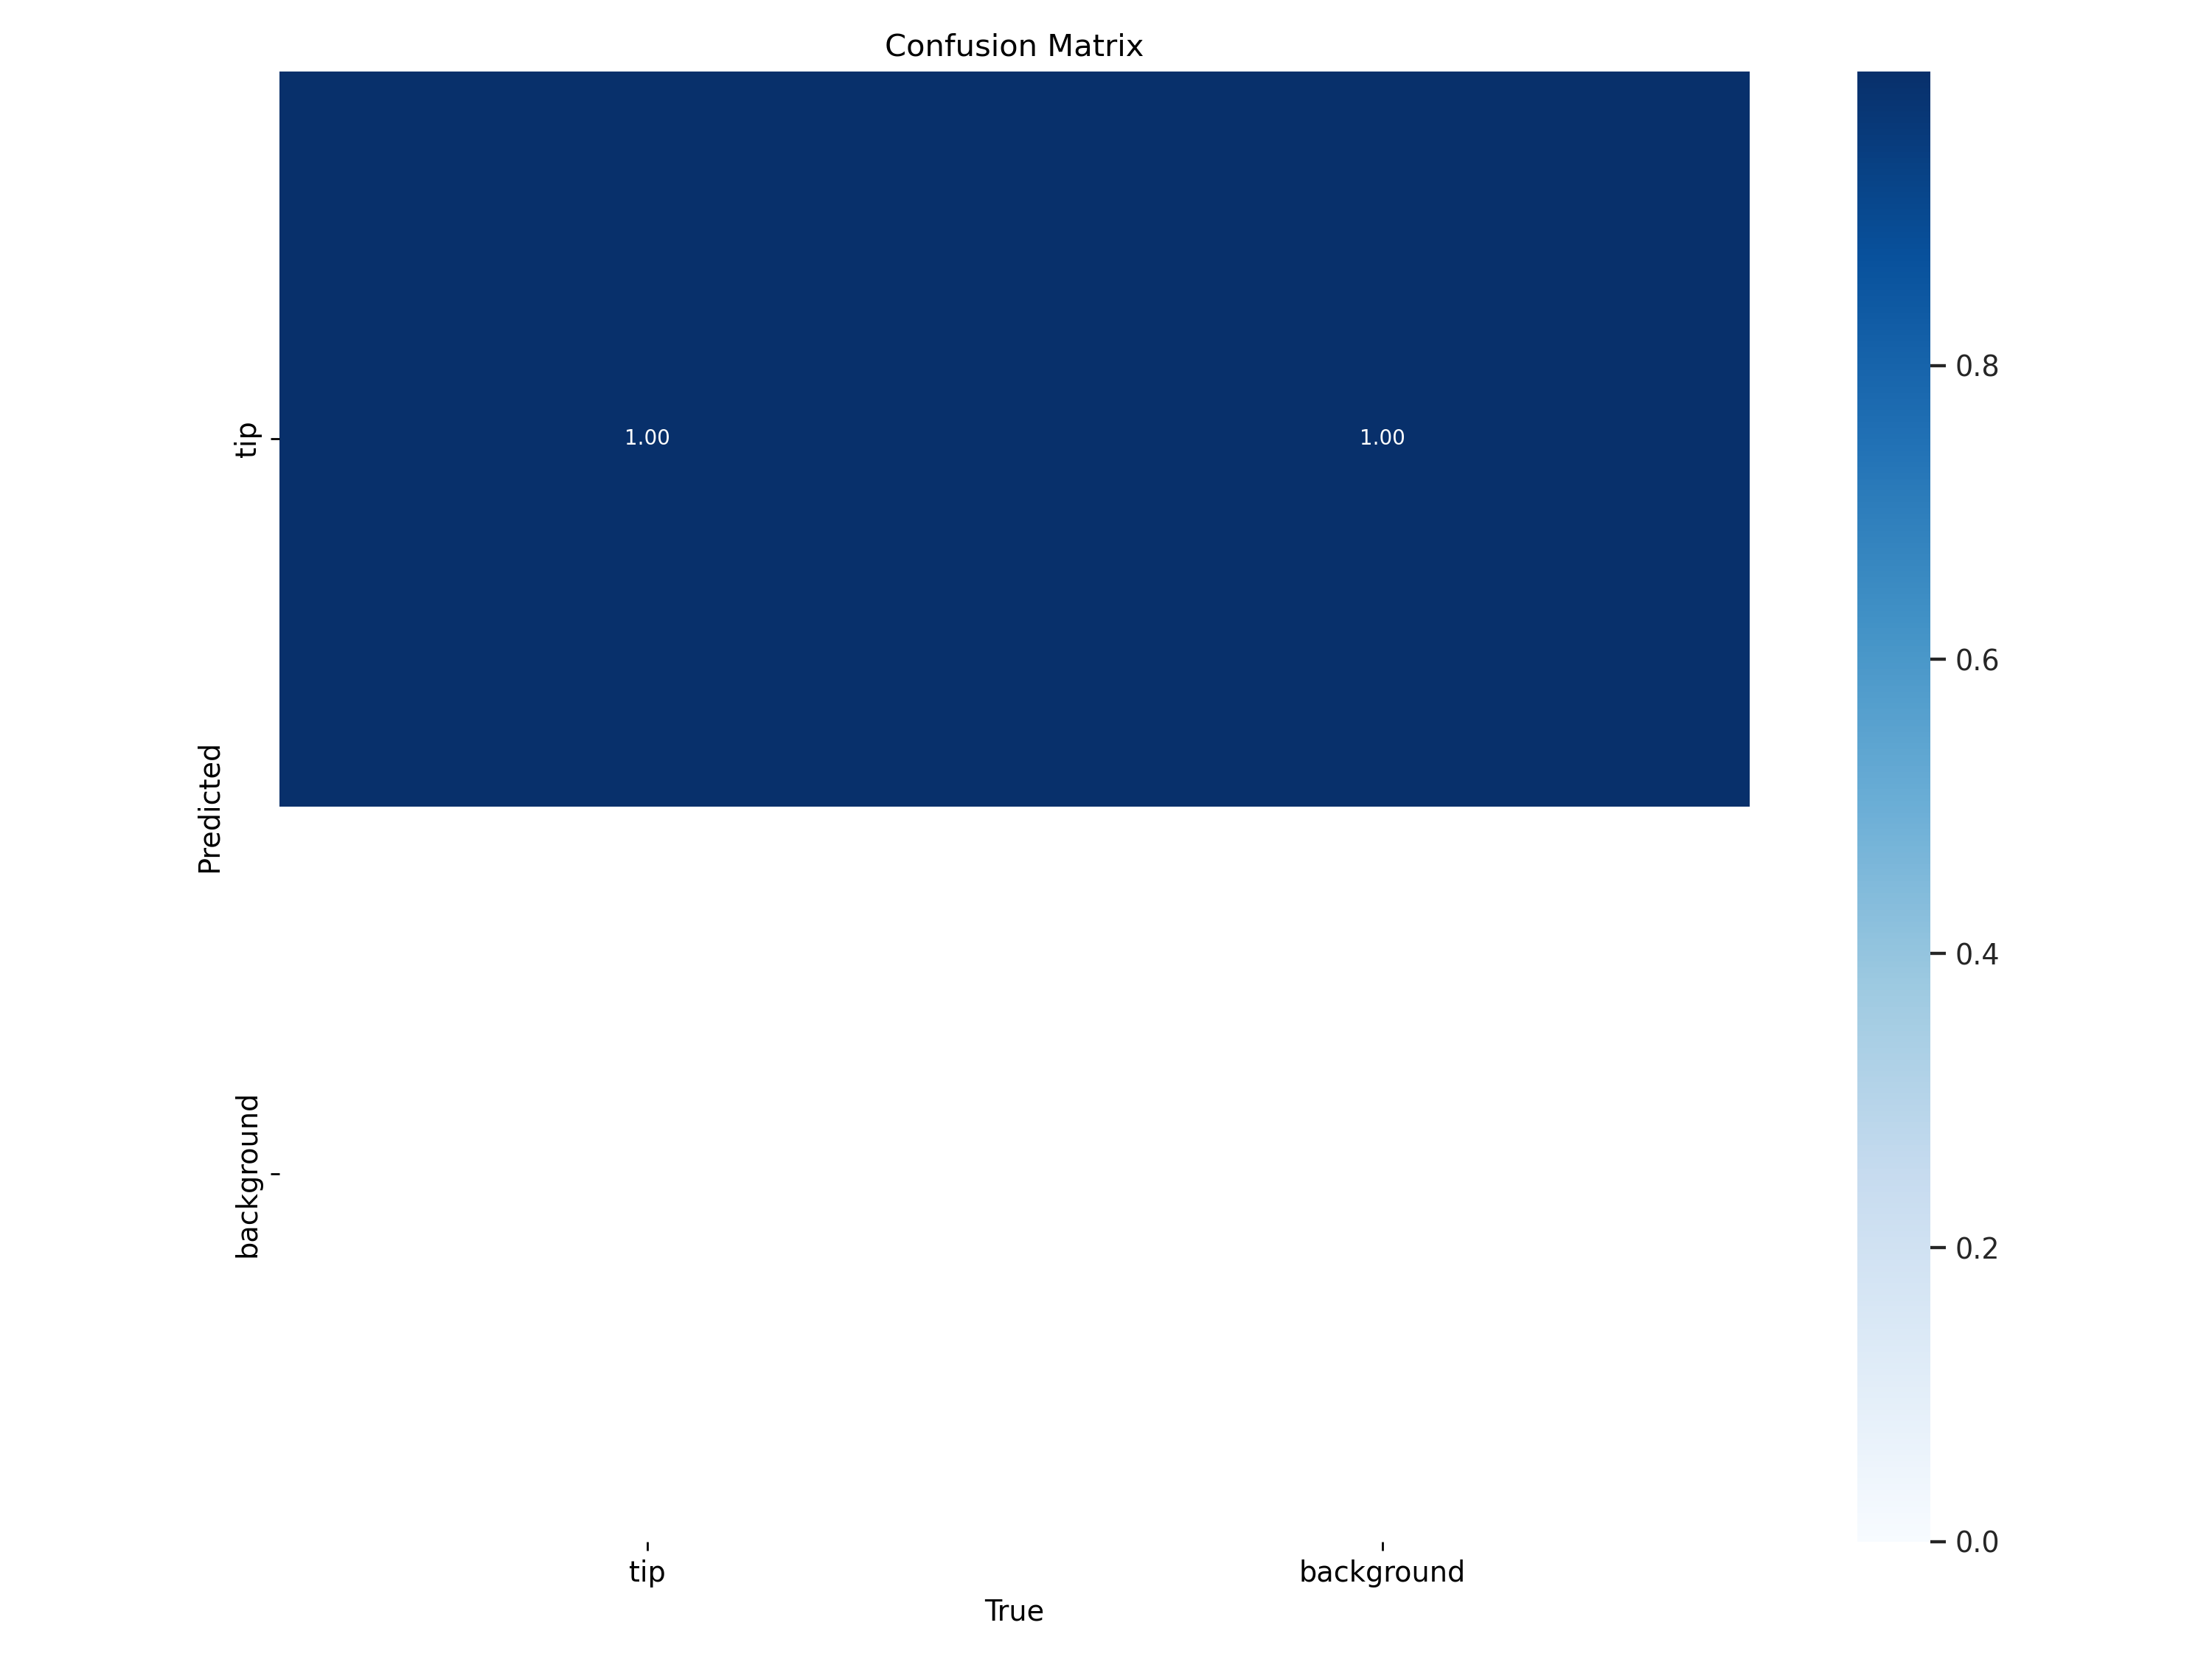 Confusion Matrix
tip
1.00
1.00
Predicted
background
tip
background
True
0.8
0.6
0.4
0.2
0.0